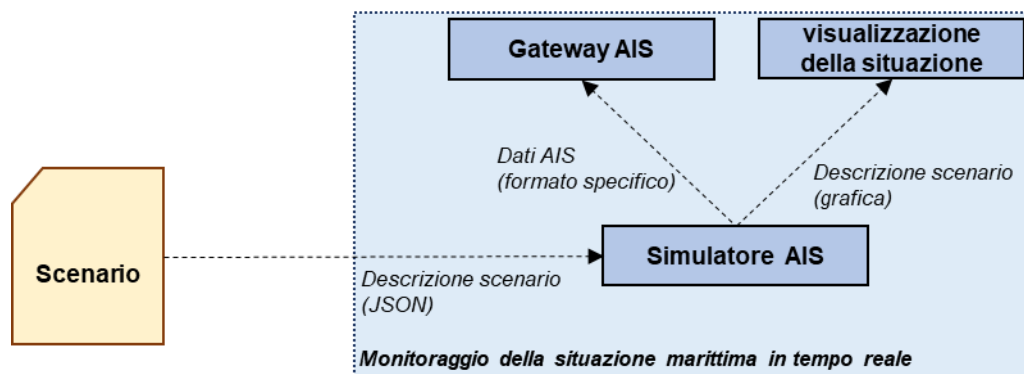 Gateway AIS
visualizzazione
della situazione
Dati AIS
(formato specifico)
Descrizione scenario
(grafica)
Scenario
Simulatore AIS
Descrizione scenario
(JSON)
Monitoraggio della situazione marittima in tempo reale